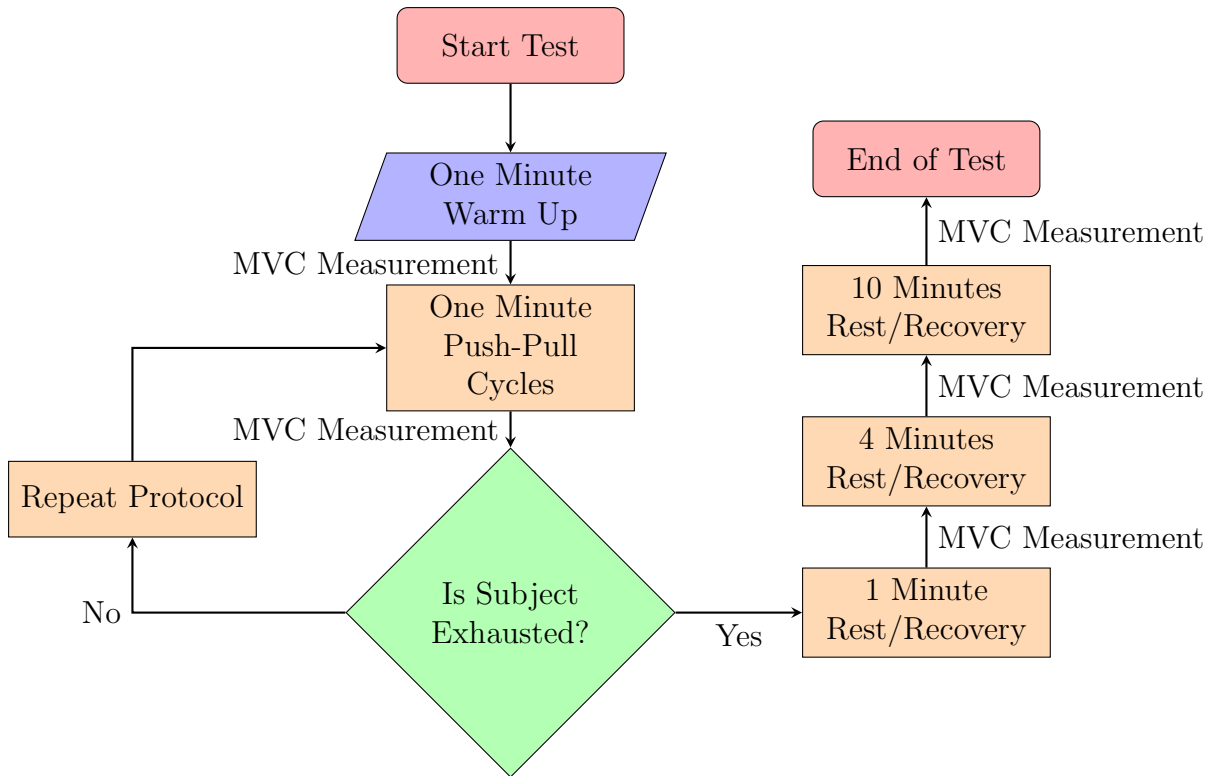 Start Test
One Minute
Warm Up
MVC Measurement
One Minute
Push-Pull
Cycles
MVC Measurement
Repeat Protocol
Is Subject
Exhausted?
No
Yes
1 Minute
Rest/Recovery
MVC Measurement
4 Minutes
Rest/Recovery
MVC Measurement
10 Minutes
Rest/Recovery
MVC Measurement
End of Test